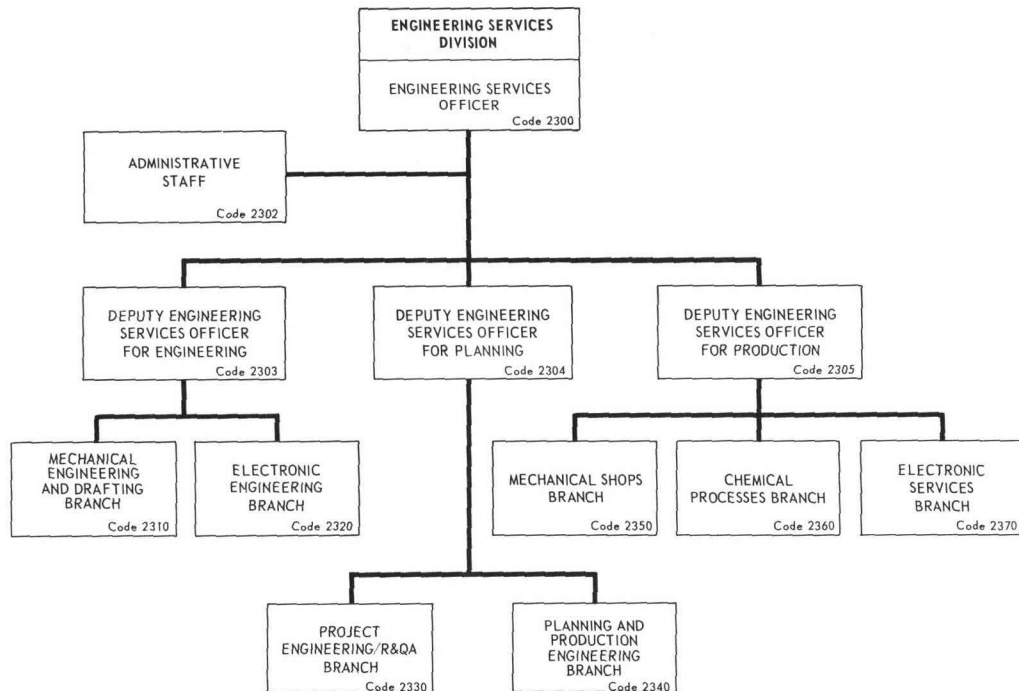 ENGINEERING SERVICES
DIVISION
ENGINEERING SERVICES
OFFICER
Code 2300
ADMINISTRATIVE
STAFF
Code 2302
DEPUTY ENGINEERING
SERVICES OFFICER
FOR ENGINEERING
Code 2303
DEPUTY ENGINEERING
SERVICES OFFICER
FOR PLANNING
Code 2304
DEPUTY ENGINEERING
SERVICES OFFICER
FOR PRODUCTION
Code 2305
MECHANICAL
ENGINEERING
AND DRAFTING
BRANCH
Code 2310
ELECTRONIC
ENGINEERING
BRANCH
Code 2320
MECHANICAL SHOPS
BRANCH
Code 2350
CHEMICAL
PROCESSES BRANCH
Code 2360
ELECTRONIC
SERVICES
BRANCH
Code 2370
PROJECT
ENGINEERING/R&QA
BRANCH
Code 2330
PLANNING AND
PRODUCTION
ENGINEERING
BRANCH
Code 2340